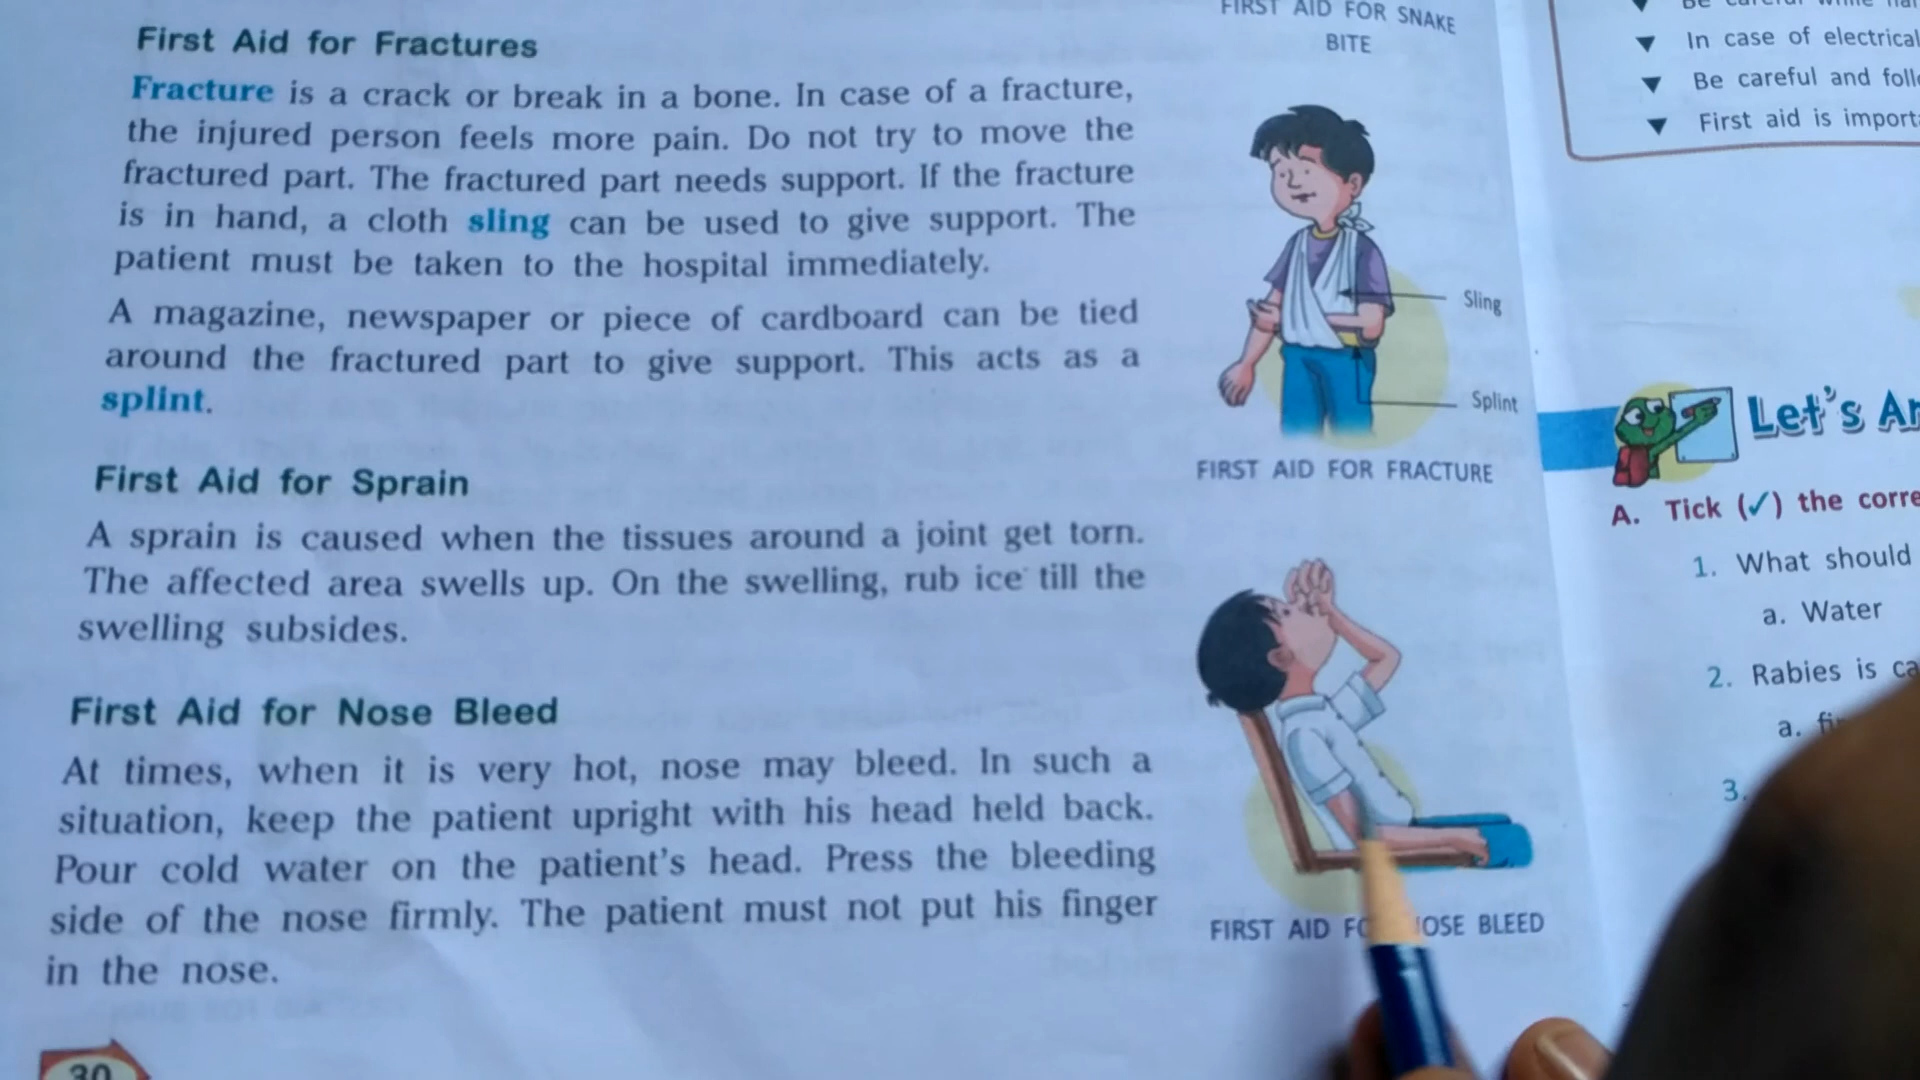 First Aid for Fractures
Fracture is a crack or break in a bone. In case of a fracture,
the injured person feels more pain. Do not try to move the
fractured part. The fractured part needs support. If the fracture
is in hand, a cloth sling can be used to give support. The
patient must be taken to the hospital immediately.
A magazine, newspaper or piece of cardboard can be tied
around the fractured part to give support. This acts as a
splint.
First Aid for Sprain
A sprain is caused when the tissues around a joint get torn.
The affected area swells up. On the swelling, rub ice till the
swelling subsides.
First Aid for Nose Bleed
At times, when it is very hot, nose may bleed. In such a
situation, keep the patient upright with his head held back.
Pour cold water on the patient's head. Press the bleeding
side of the nose firmly. The patient must not put his finger
in the nose.
30
FIRST AID FOR SNAKE
BITE
Sling
Splint
FIRST AID FOR FRACTURE
FIRST AID OSE BLEED
In case of electrical
Be careful and
First aid is
Let's
A. Tick (✓) the
1. What should
a. Water
2. Rabies is
a.
3.